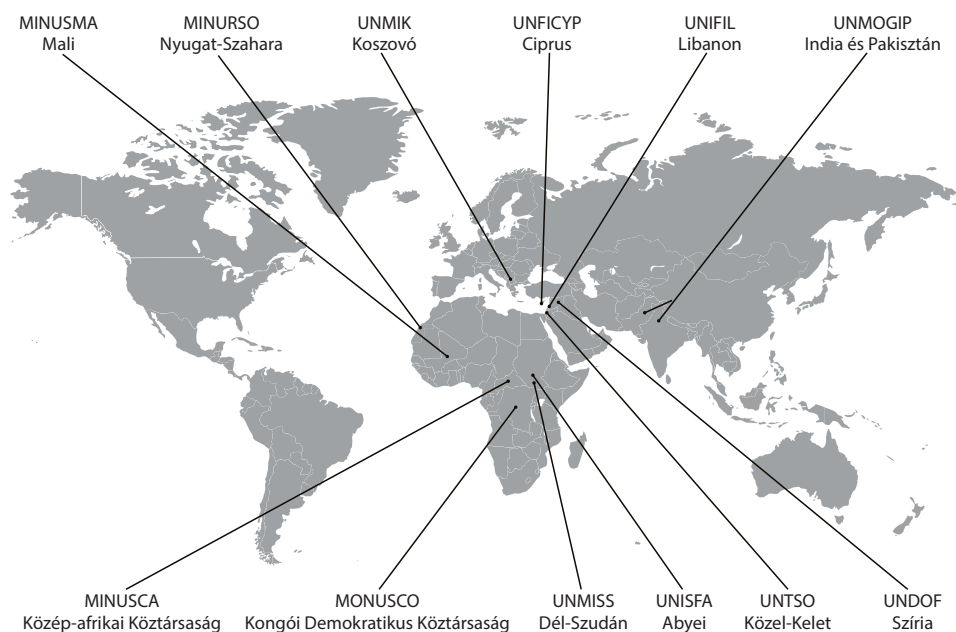 MINUSMA
Mali
MINURSO
Nyugat-Szahara
UNMIK
Koszovó
UNFICYP
Ciprus
UNIFIL
Libanon
UNMOGIP
India és Pakisztán
MINUSCA
Közép-afrikai Köztársaság
MONUSCO
Kongói Demokratikus Köztársaság
UNMISS
Dél-Szudán
UNISFA
Abyei
UNTSO
Közel-Kelet
UNDOF
Szíria